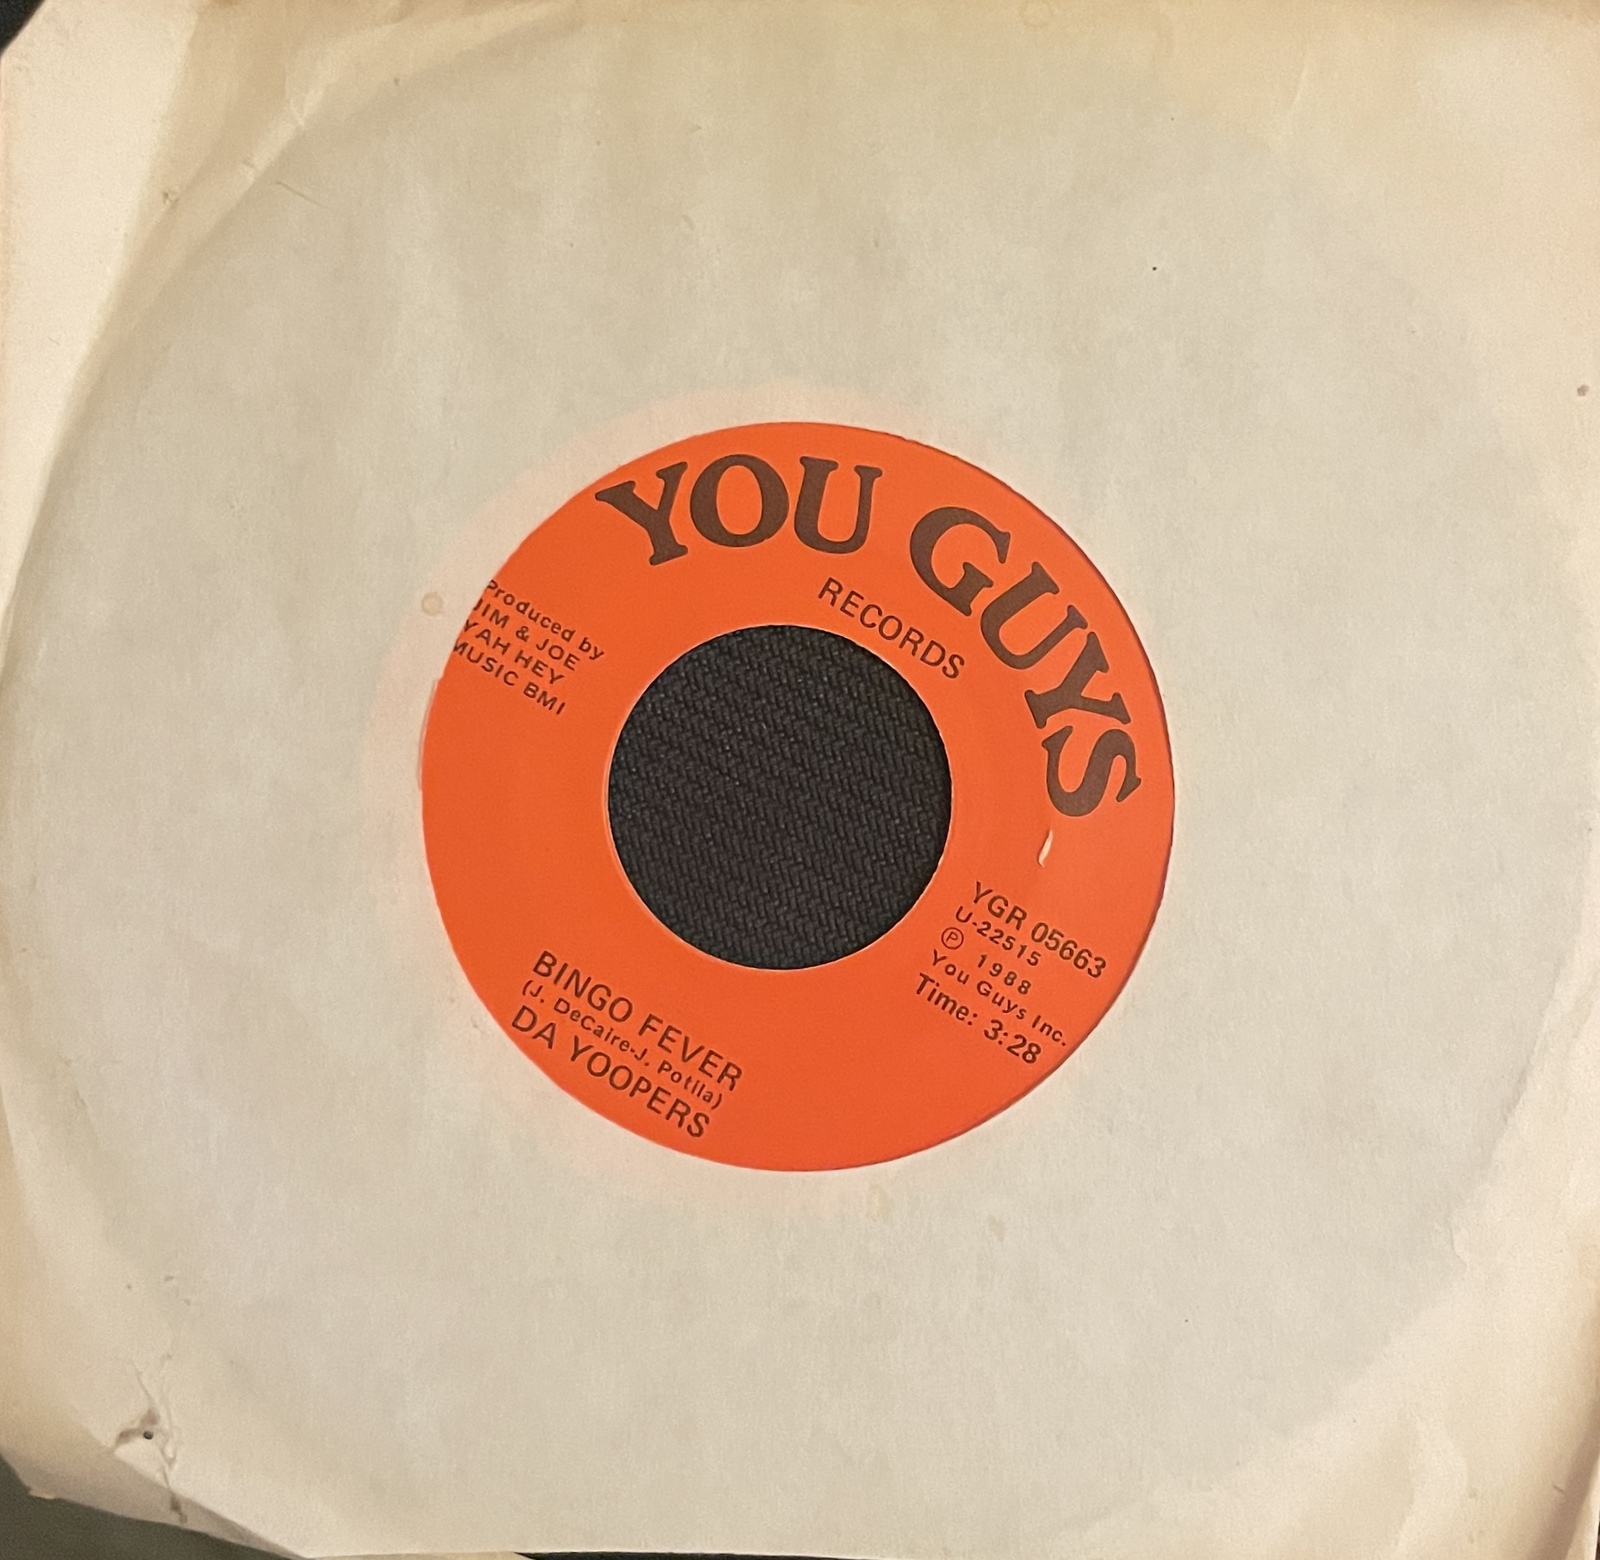 YOU GUYS
RECORDS
Produced by
JIM & JOE
YAH HEY
MUSIC BMI
YGR 05663
U-22515
Ⓟ 1988
You Guys Inc.
Time: 3:28
BINGO FEVER
(J. DeCaire-J. Potila)
DA YOOPERS